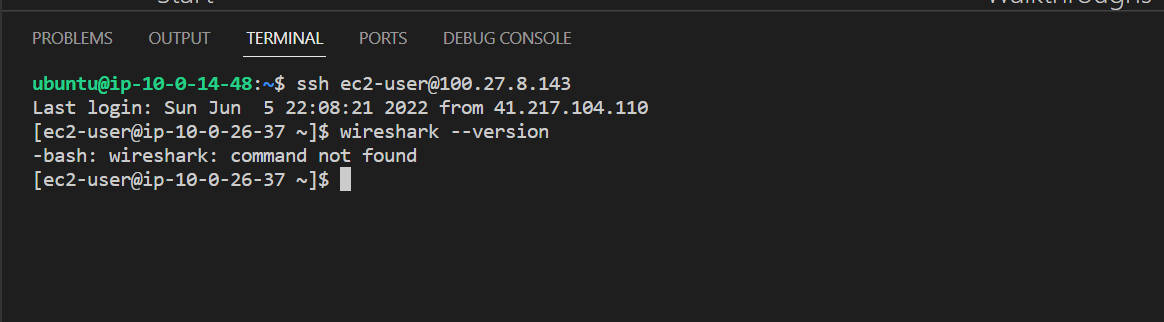 Start Walkthroughs
PROBLEMS OUTPUT TERMINAL PORTS DEBUG CONSOLE
ubuntu@ip-10-0-14-48:~$ ssh ec2-user@100.27.8.143
Last login: Sun Jun  5 22:08:21 2022 from 41.217.104.110
[ec2-user@ip-10-0-26-37 ~]$ wireshark --version
-bash: wireshark: command not found
[ec2-user@ip-10-0-26-37 ~]$